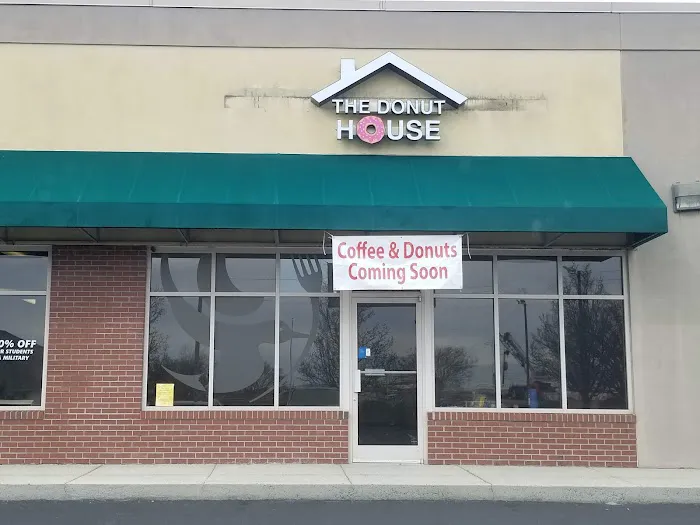 THE DONUT
HOUSE
Coffee & Donuts
Coming Soon
0% OFF
R STUDENTS
MILITARY